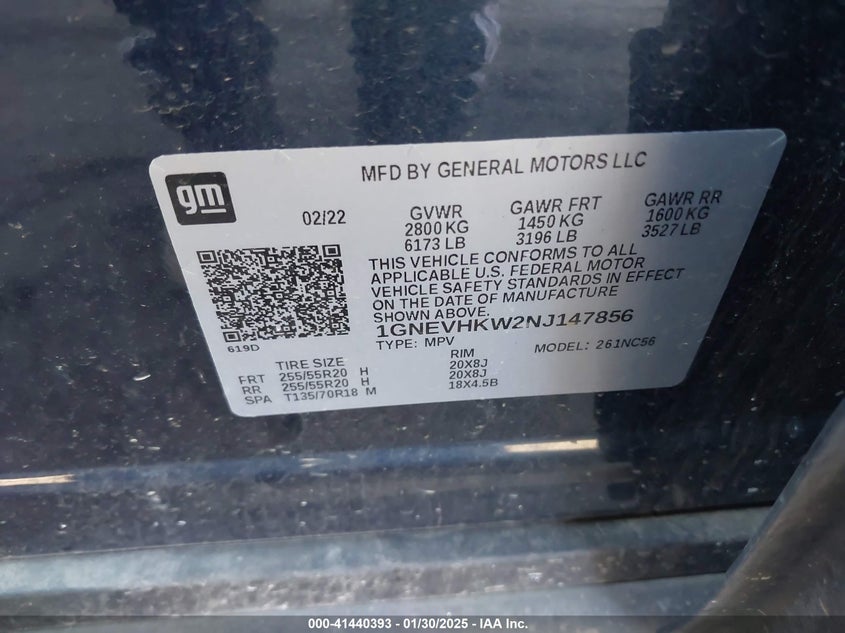 MFD BY GENERAL MOTORS LLC
gm
02/22
GVWR GAWR FRT GAWR RR
2800 KG 1450 KG 1600 KG
6173 LB 3196 LB 3527 LB
THIS VEHICLE CONFORMS TO ALL
APPLICABLE U.S. FEDERAL MOTOR
VEHICLE SAFETY STANDARDS IN EFFECT
ON THE DATE OF MANUFACTURE
SHOWN ABOVE.
1GNEVHKW2NJ147856
619D
TYPE: MPV MODEL: 261NC56
TIRE SIZE RIM
FRT 255/55R20 H 20X8J
RR 255/55R20 H 20X8J
SPA T135/70R18 M 18X4.5B
000-41440393 - 01/30/2025 - IAA Inc.